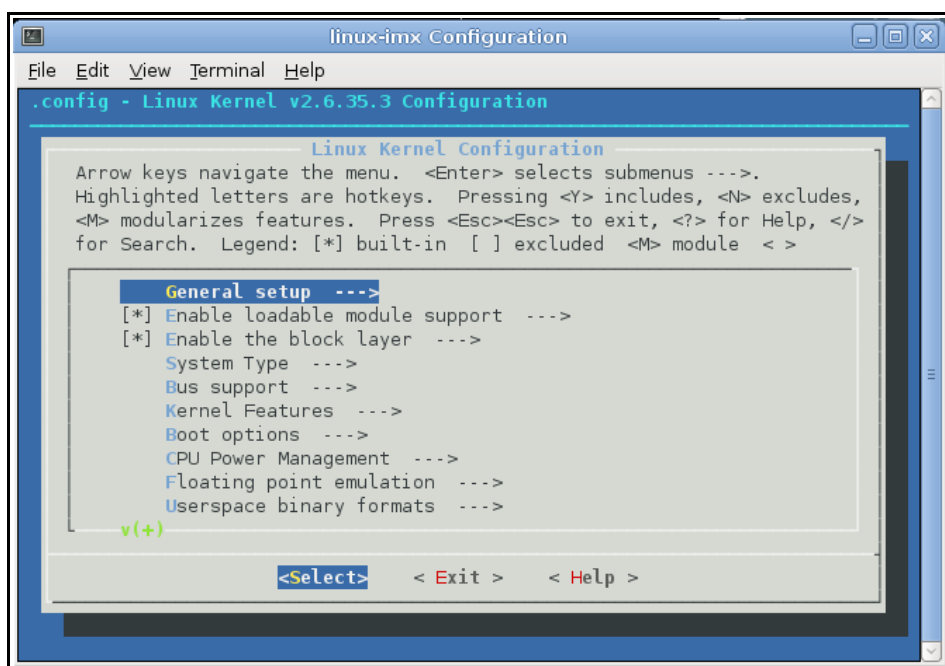 linux-imx Configuration
File Edit View Terminal Help
.config - Linux Kernel v2.6.35.3 Configuration
Linux Kernel Configuration
Arrow keys navigate the menu. <Enter> selects submenus --->.
Highlighted letters are hotkeys. Pressing <Y> includes, <N> excludes,
<M> modularizes features. Press <Esc><Esc> to exit, <?> for Help, </>
for Search. Legend: [*] built-in [ ] excluded <M> module < >
General setup --->
[*] Enable loadable module support --->
[*] Enable the block layer --->
System Type --->
Bus support --->
Kernel Features --->
Boot options --->
CPU Power Management --->
Floating point emulation --->
Userspace binary formats --->
v(+)
<Select> < Exit > < Help >